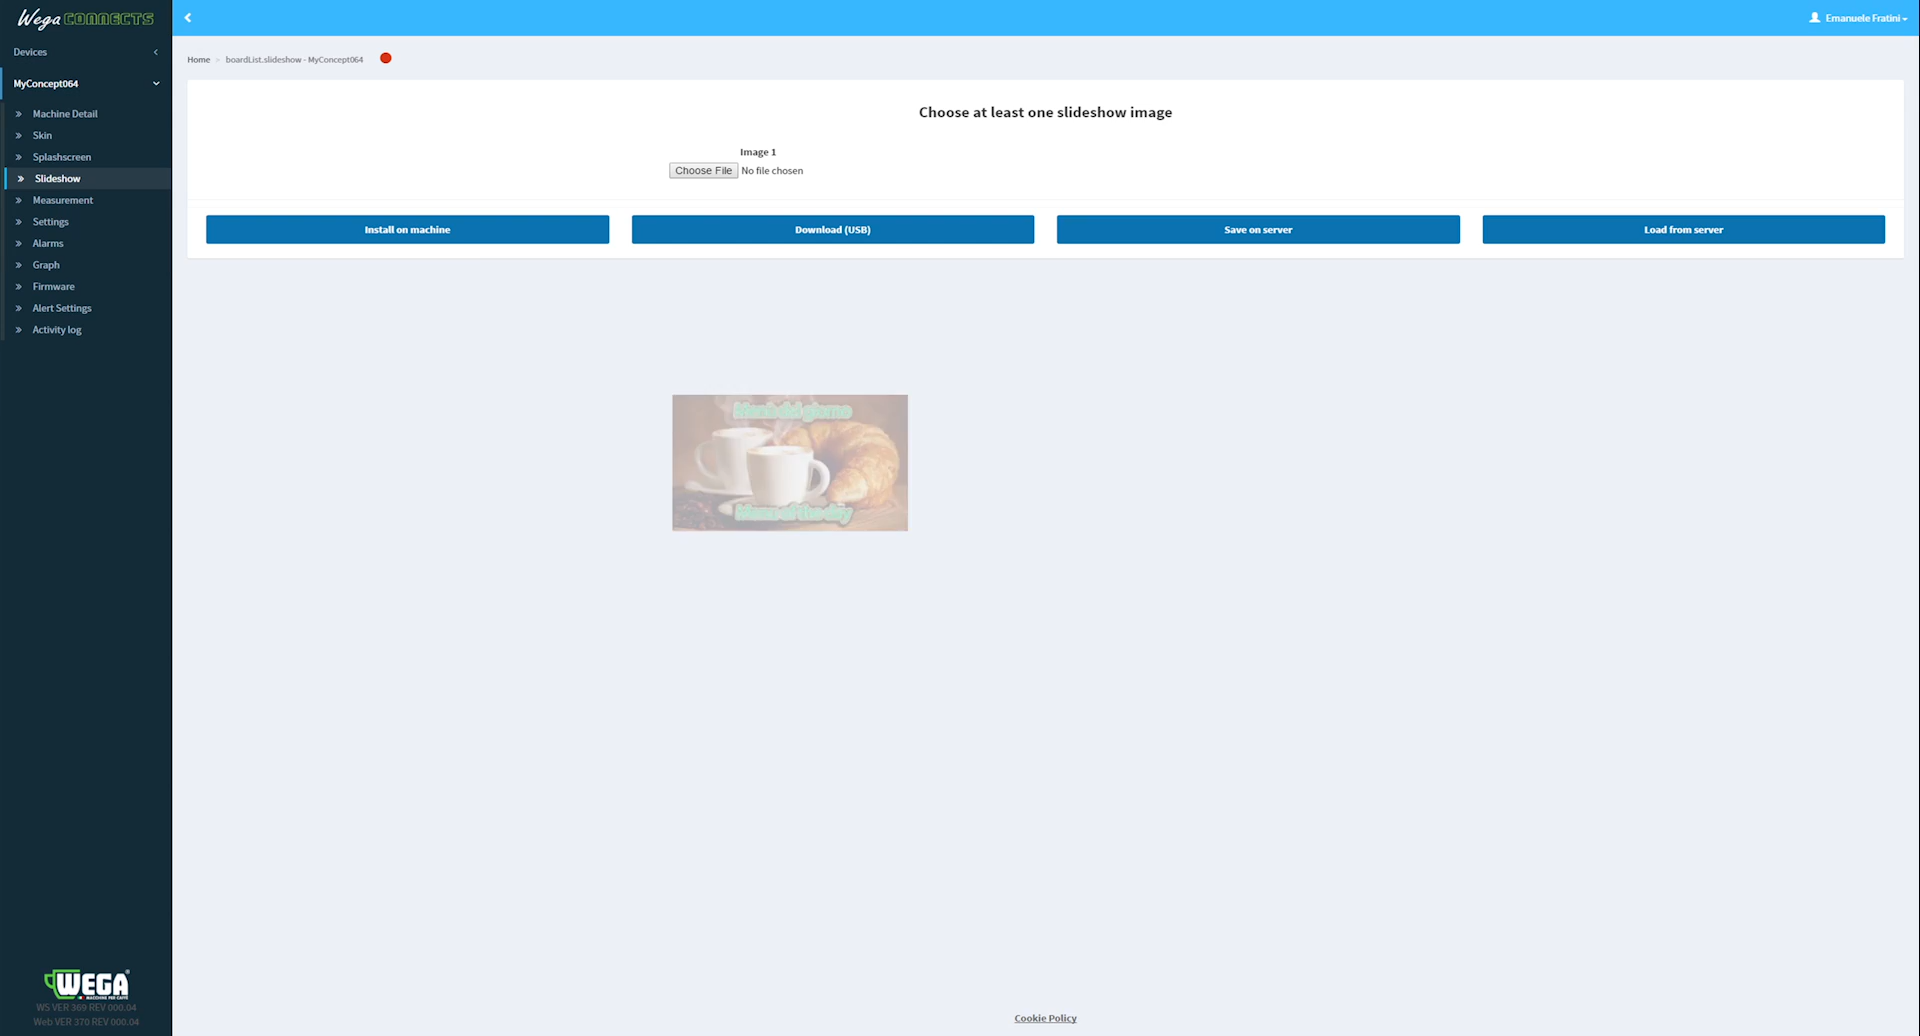 Wega CONNECTS
Emanuele Fratini
Devices
MyConcept064
Machine Detail
Skin
Splashscreen
Slideshow
Measurement
Settings
Alarms
Graph
Firmware
Alert Settings
Activity log
Home > boardList.slideshow - MyConcept064
Choose at least one slideshow image
Image 1
Choose File No file chosen
Install on machine
Download (USB)
Save on server
Load from server
Menù del giorno
Menu of the day
WEGA
MACCHINE PER CAFFÈ
WS VER 369 REV 000.04
Web VER 370 REV 000.04
Cookie Policy